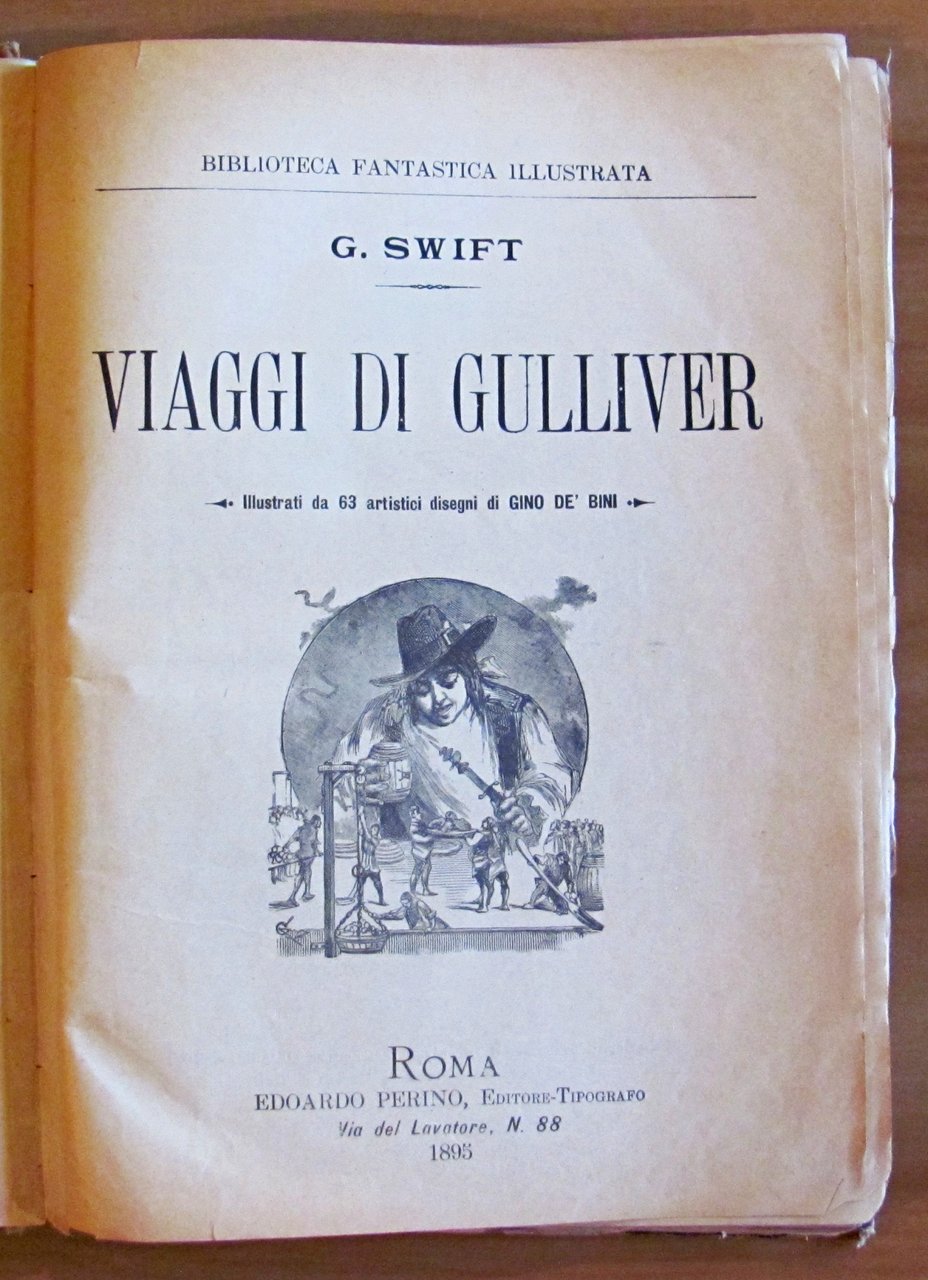 BIBLIOTECA FANTASTICA ILLUSTRATA
G. SWIFT
VIAGGI DI GULLIVER
Illustrati da 63 artistici disegni di GINO DE' BINI
ROMA
EDOARDO PERINO, EDITORE-TIPOGRAFO
Via del Lavatore, N. 88
1895